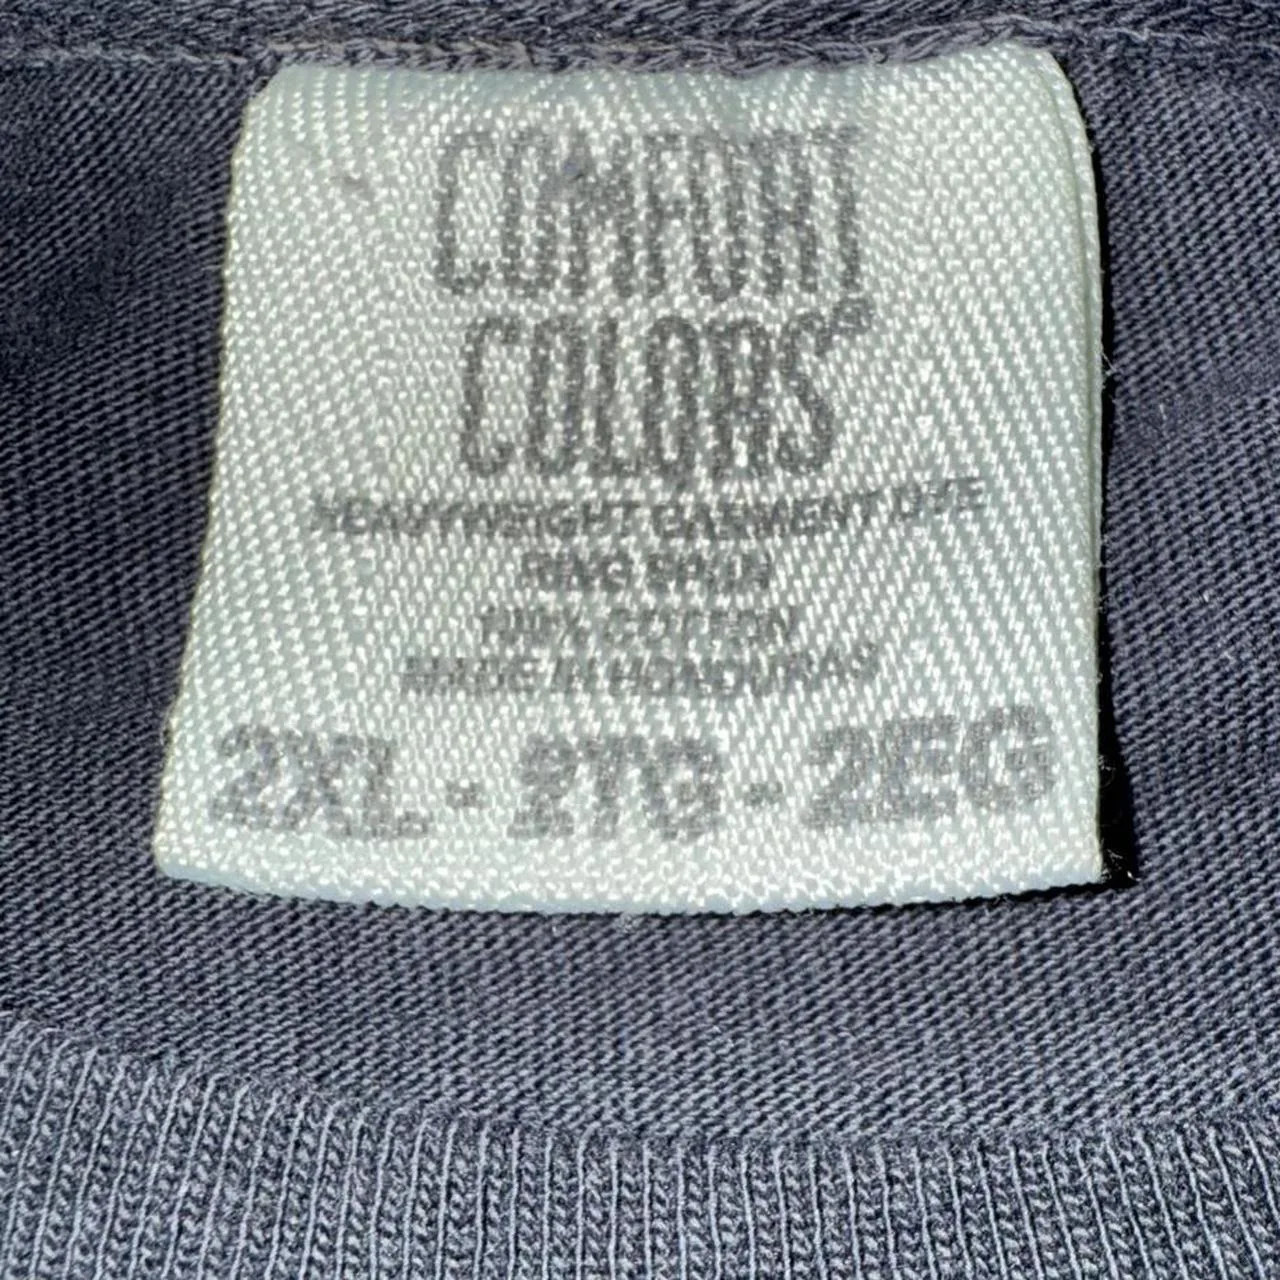 COMFORT
COLORS®
HEAVYWEIGHT GARMENT DYE
RING SPUN
100% COTTON
MADE IN HONDURAS
2XL - 2TG - 2EG